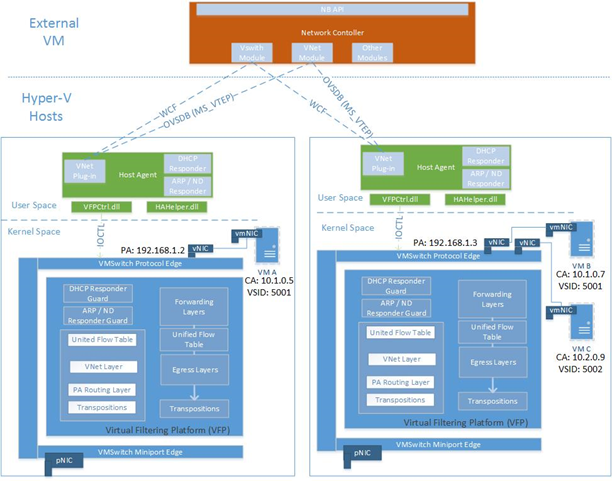 External
VM
NB API
Network Contoller
Vswith
Module
VNet
Module
Other
Modules
Hyper-V
Hosts
WCF
OVSDB (MS_VTEP)
WCF
OVSDB (MS_VTEP)
VNet
Plug-in
Host Agent
DHCP
Responder
ARP / ND
Responder
User Space
VFPCtrl.dll
HAHelper.dll
Kernel Space
IOCTL
PA: 192.168.1.2
vNIC
vmNIC
VM A
CA: 10.1.0.5
VSID: 5001
VMSwitch Protocol Edge
DHCP Responder
Guard
ARP / ND
Responder Guard
United Flow Table
VNet Layer
PA Routing Layer
Transpositions
Forwarding
Layers
Unified Flow
Table
Egress Layers
Transpositions
Virtual Filtering Platform (VFP)
VMSwitch Miniport Edge
pNIC
VNet
Plug-in
Host Agent
DHCP
Responder
ARP / ND
Responder
User Space
VFPCtrl.dll
HAHelper.dll
Kernel Space
IOCTL
PA: 192.168.1.3
vNIC
vNIC
vmNIC
VM B
CA: 10.1.0.7
VSID: 5001
vmNIC
VM C
CA: 10.2.0.9
VSID: 5002
VMSwitch Protocol Edge
DHCP Responder
Guard
ARP / ND
Responder Guard
United Flow Table
VNet Layer
PA Routing Layer
Transpositions
Forwarding
Layers
Unified Flow
Table
Egress Layers
Transpositions
Virtual Filtering Platform (VFP)
VMSwitch Miniport Edge
pNIC